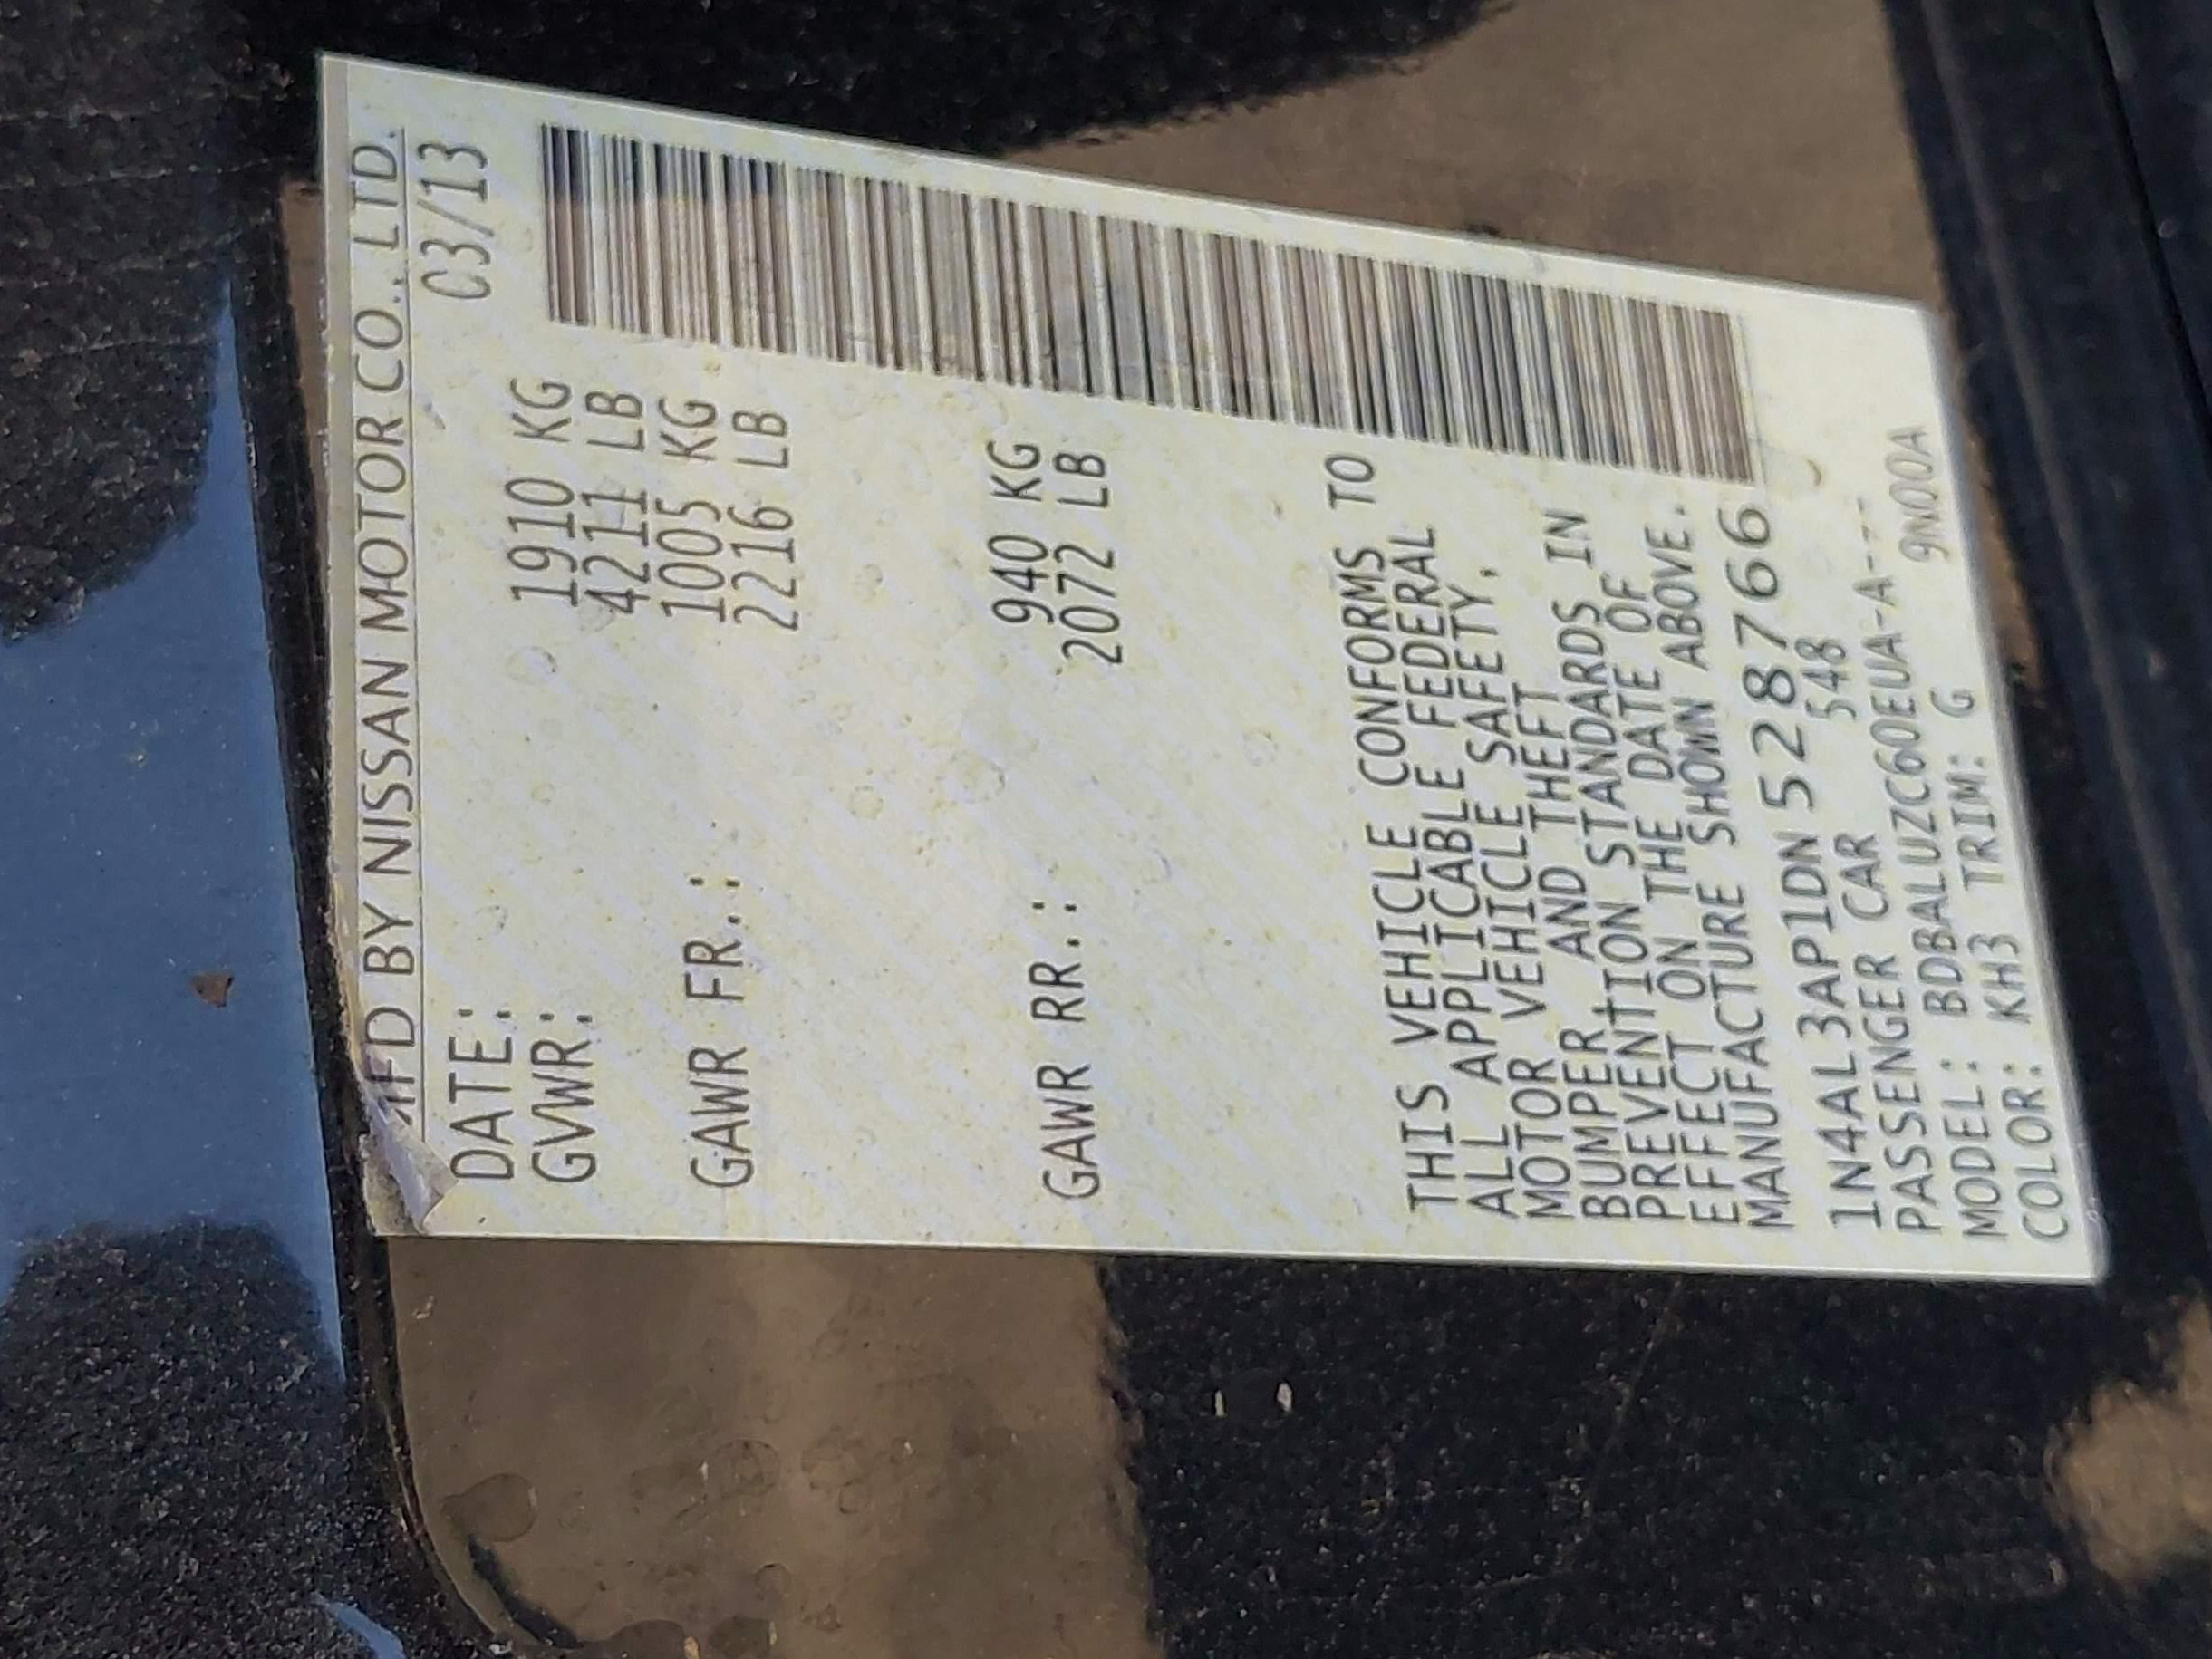 MFD BY NISSAN MOTOR CO., LTD.
DATE: 03/13
GVWR: 1910 KG
4211 LB
GAWR FR.: 1005 KG
2216 LB
GAWR RR.: 940 KG
2072 LB
THIS VEHICLE CONFORMS TO
ALL APPLICABLE FEDERAL
MOTOR VEHICLE SAFETY,
BUMPER, AND THEFT
PREVENTION STANDARDS IN
EFFECT ON THE DATE OF
MANUFACTURE SHOWN ABOVE.
1N4AL3AP1DN 528766
PASSENGER CAR 548
MODEL: BDBALUZC60EUA-A---
COLOR: KH3 TRIM: G 9N00A